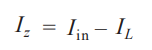 I_z = I_in − I_L